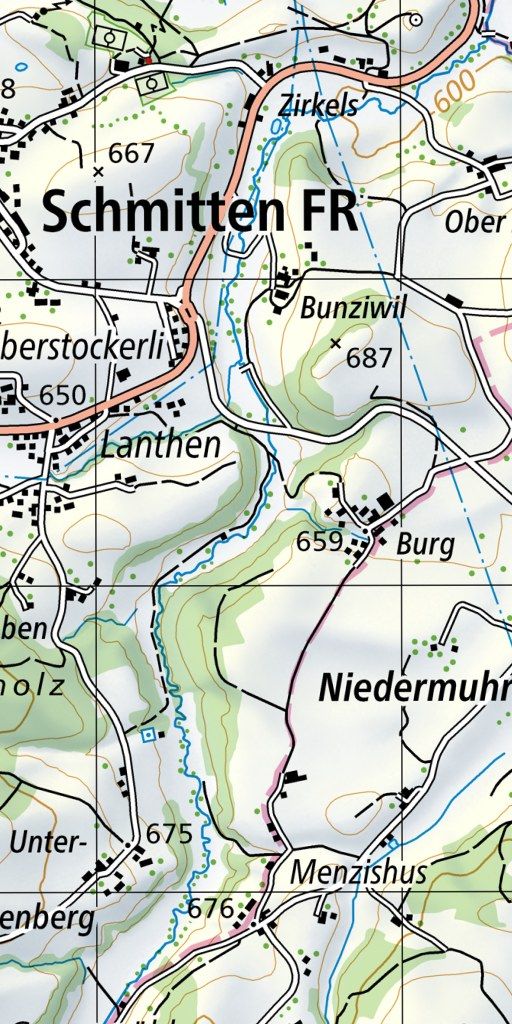 8
Zirkels
600
667
Schmitten FR
Ober
Bunziwil
berstockerli
687
650
Lanthen
659
Burg
ben
holz
Niedermuhr
Unter-
675
Menzishus
676
enberg